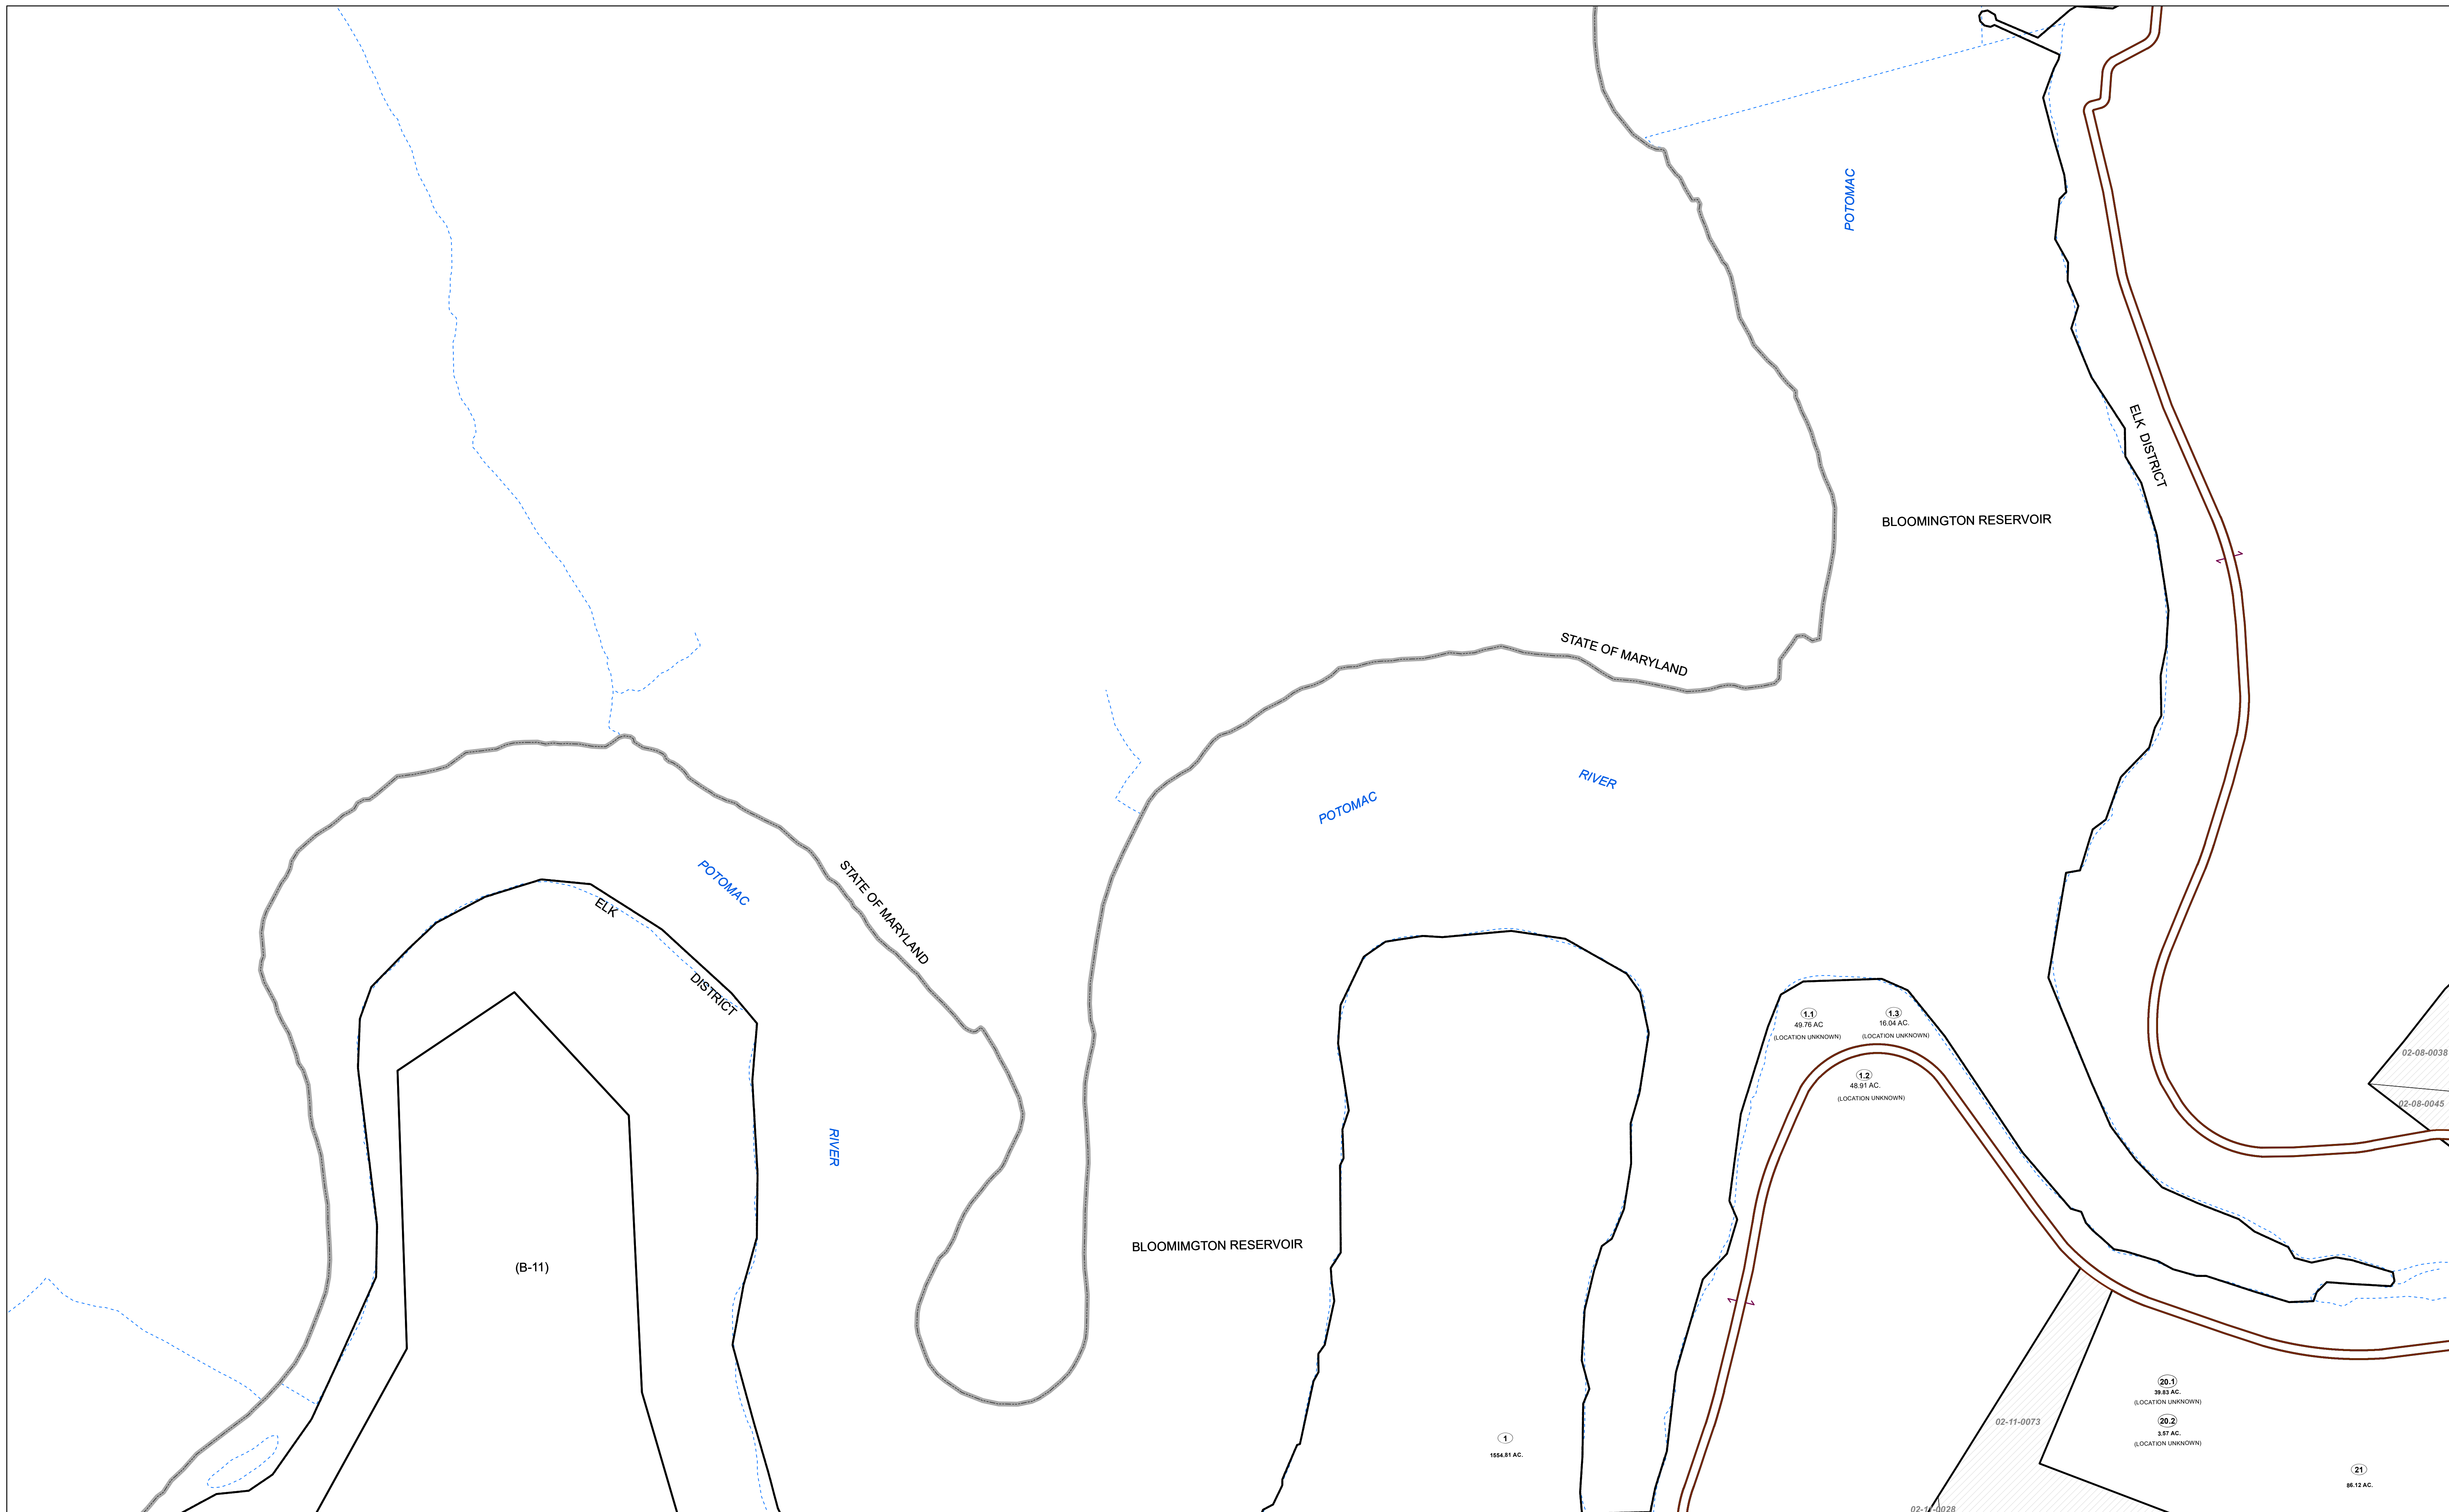 POTOMAC
ELK DISTRICT
BLOOMINGTON RESERVOIR
STATE OF MARYLAND
RIVER
POTOMAC
POTOMAC
STATE OF MARYLAND
ELK
DISTRICT
1.1
49.76 AC
(LOCATION UNKNOWN)
1.3
16.04 AC.
(LOCATION UNKNOWN)
1.2
48.91 AC.
(LOCATION UNKNOWN)
02-08-0038
02-08-0045
RIVER
BLOOMIMGTON RESERVOIR
(B-11)
20.1
39.83 AC.
(LOCATION UNKNOWN)
20.2
3.57 AC.
(LOCATION UNKNOWN)
02-11-0073
1
1554.81 AC.
21
86.12 AC.
02-11-0028